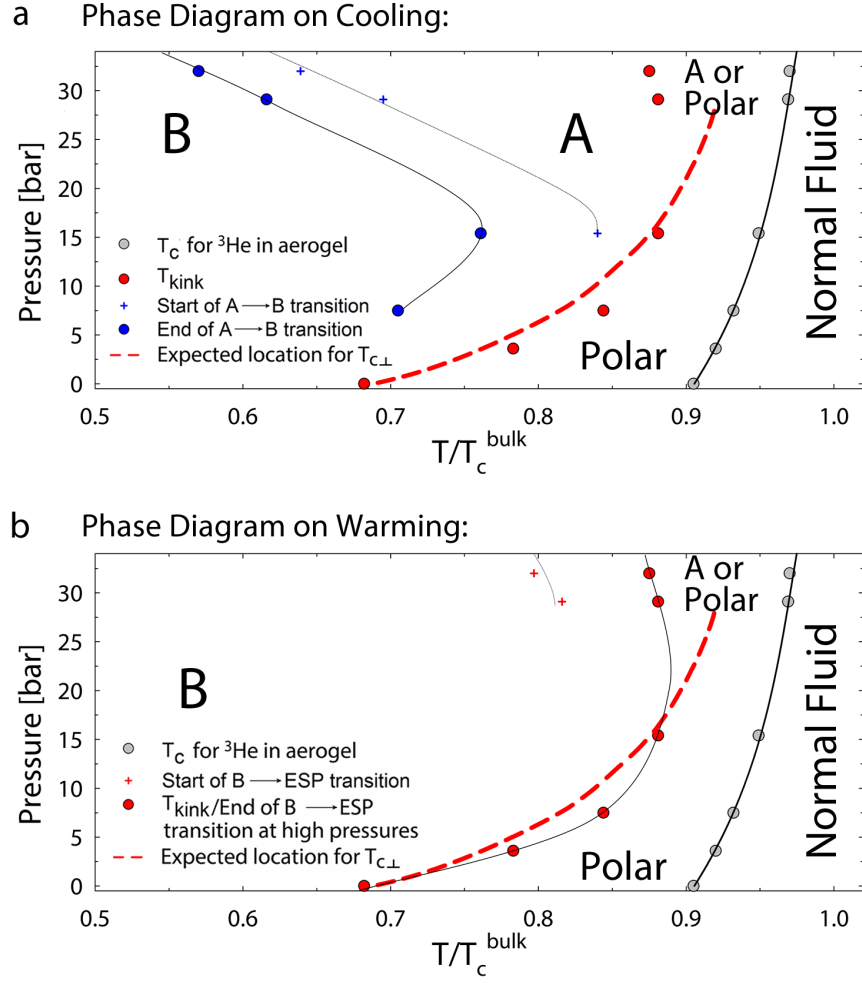 a Phase Diagram on Cooling:
Pressure [bar]
30
25
20
15
10
5
0
B
A
A or
Polar
Normal Fluid
Polar
T꜀ for ³He in aerogel
Tkink
Start of A → B transition
End of A → B transition
Expected location for Tc⊥
0.5 0.6 0.7 0.8 0.9 1.0
T/Tc bulk
b Phase Diagram on Warming:
Pressure [bar]
30
25
20
15
10
5
0
B
A or
Polar
Normal Fluid
Polar
Tc for ³He in aerogel
Start of B → ESP transition
Tkink/End of B → ESP
transition at high pressures
Expected location for Tc⊥
0.5 0.6 0.7 0.8 0.9 1.0
T/Tc bulk